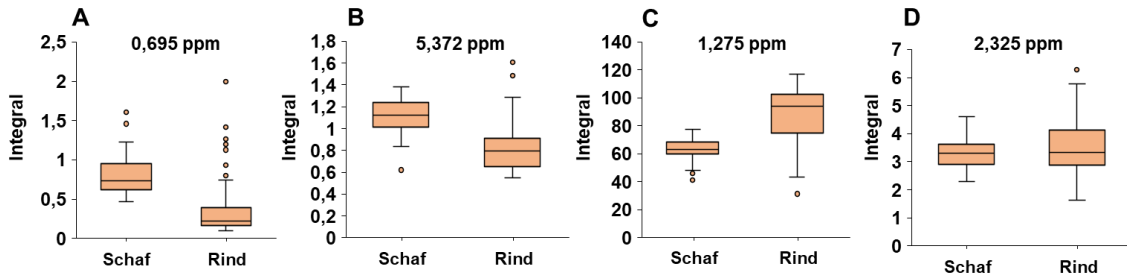 A
0,695 ppm
Integral
2,5
2
1,5
1
0,5
0
Schaf Rind
B
5,372 ppm
Integral
1,8
1,6
1,4
1,2
1
0,8
0,6
0,4
0,2
0
Schaf Rind
C
1,275 ppm
Integral
140
120
100
80
60
40
20
0
Schaf Rind
D
2,325 ppm
Integral
7
6
5
4
3
2
1
0
Schaf Rind